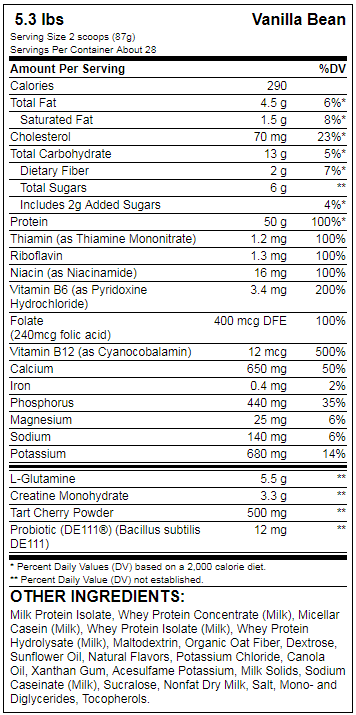 5.3 lbs Vanilla Bean
Serving Size 2 scoops (87g)
Servings Per Container About 28
Amount Per Serving %DV
Calories 290
Total Fat 4.5 g 6%*
Saturated Fat 1.5 g 8%*
Cholesterol 70 mg 23%*
Total Carbohydrate 13 g 5%*
Dietary Fiber 2 g 7%*
Total Sugars 6 g **
Includes 2g Added Sugars 4%*
Protein 50 g 100%*
Thiamin (as Thiamine Mononitrate) 1.2 mg 100%
Riboflavin 1.3 mg 100%
Niacin (as Niacinamide) 16 mg 100%
Vitamin B6 (as Pyridoxine 3.4 mg 200%
Hydrochloride)
Folate 400 mcg DFE 100%
(240mcg folic acid)
Vitamin B12 (as Cyanocobalamin) 12 mcg 500%
Calcium 650 mg 50%
Iron 0.4 mg 2%
Phosphorus 440 mg 35%
Magnesium 25 mg 6%
Sodium 140 mg 6%
Potassium 680 mg 14%
L-Glutamine 5.5 g **
Creatine Monohydrate 3.3 g **
Tart Cherry Powder 500 mg **
Probiotic (DE111®) (Bacillus subtilis 12 mg **
DE111)
* Percent Daily Values (DV) based on a 2,000 calorie diet.
** Percent Daily Value (DV) not established.
OTHER INGREDIENTS:
Milk Protein Isolate, Whey Protein Concentrate (Milk), Micellar
Casein (Milk), Whey Protein Isolate (Milk), Whey Protein
Hydrolysate (Milk), Maltodextrin, Organic Oat Fiber, Dextrose,
Sunflower Oil, Natural Flavors, Potassium Chloride, Canola
Oil, Xanthan Gum, Acesulfame Potassium, Milk Solids, Sodium
Caseinate (Milk), Sucralose, Nonfat Dry Milk, Salt, Mono- and
Diglycerides, Tocopherols.